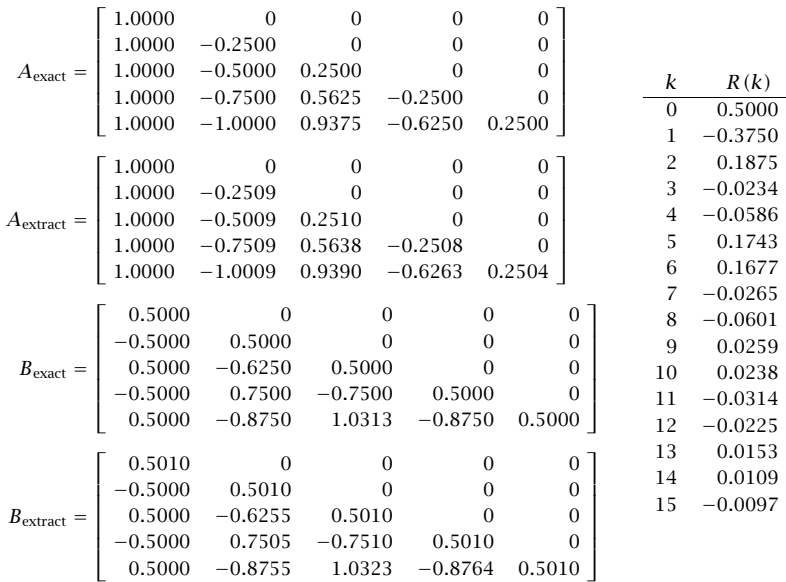 1.0000 0 0 0 0
1.0000 −0.2500 0 0 0
A_exact = 1.0000 −0.5000 0.2500 0 0
1.0000 −0.7500 0.5625 −0.2500 0
1.0000 −1.0000 0.9375 −0.6250 0.2500
1.0000 0 0 0 0
1.0000 −0.2509 0 0 0
A_extract = 1.0000 −0.5009 0.2510 0 0
1.0000 −0.7509 0.5638 −0.2508 0
1.0000 −1.0009 0.9390 −0.6263 0.2504
0.5000 0 0 0 0
−0.5000 0.5000 0 0 0
B_exact = 0.5000 −0.6250 0.5000 0 0
−0.5000 0.7500 −0.7500 0.5000 0
0.5000 −0.8750 1.0313 −0.8750 0.5000
0.5010 0 0 0 0
−0.5000 0.5010 0 0 0
B_extract = 0.5000 −0.6255 0.5010 0 0
−0.5000 0.7505 −0.7510 0.5010 0
0.5000 −0.8755 1.0323 −0.8764 0.5010
k R(k)
0 0.5000
1 −0.3750
2 0.1875
3 −0.0234
4 −0.0586
5 0.1743
6 0.1677
7 −0.0265
8 −0.0601
9 0.0259
10 0.0238
11 −0.0314
12 −0.0225
13 0.0153
14 0.0109
15 −0.0097